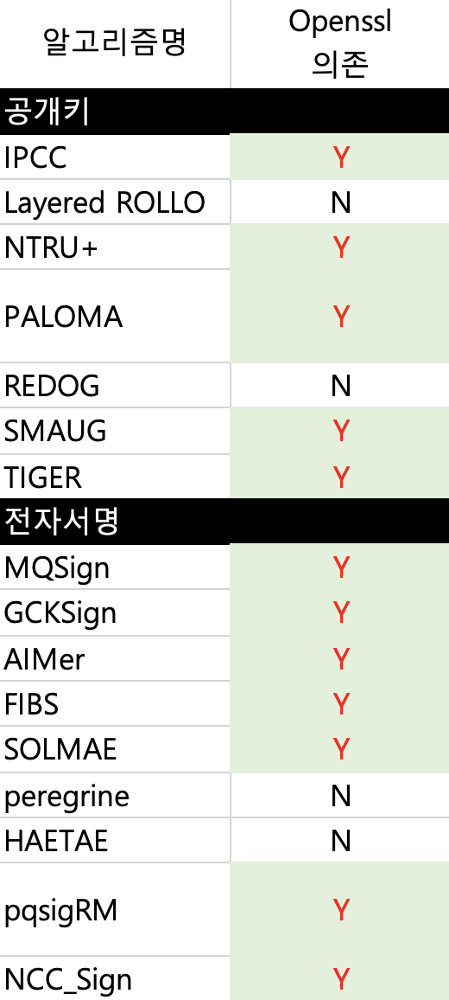 알고리즘명 Openssl
의존
공개키
IPCC Y
Layered ROLLO N
NTRU+ Y
PALOMA Y
REDOG N
SMAUG Y
TIGER Y
전자서명
MQSign Y
GCKSign Y
AIMer Y
FIBS Y
SOLMAE Y
peregrine N
HAETAE N
pqsigRM Y
NCC_Sign Y